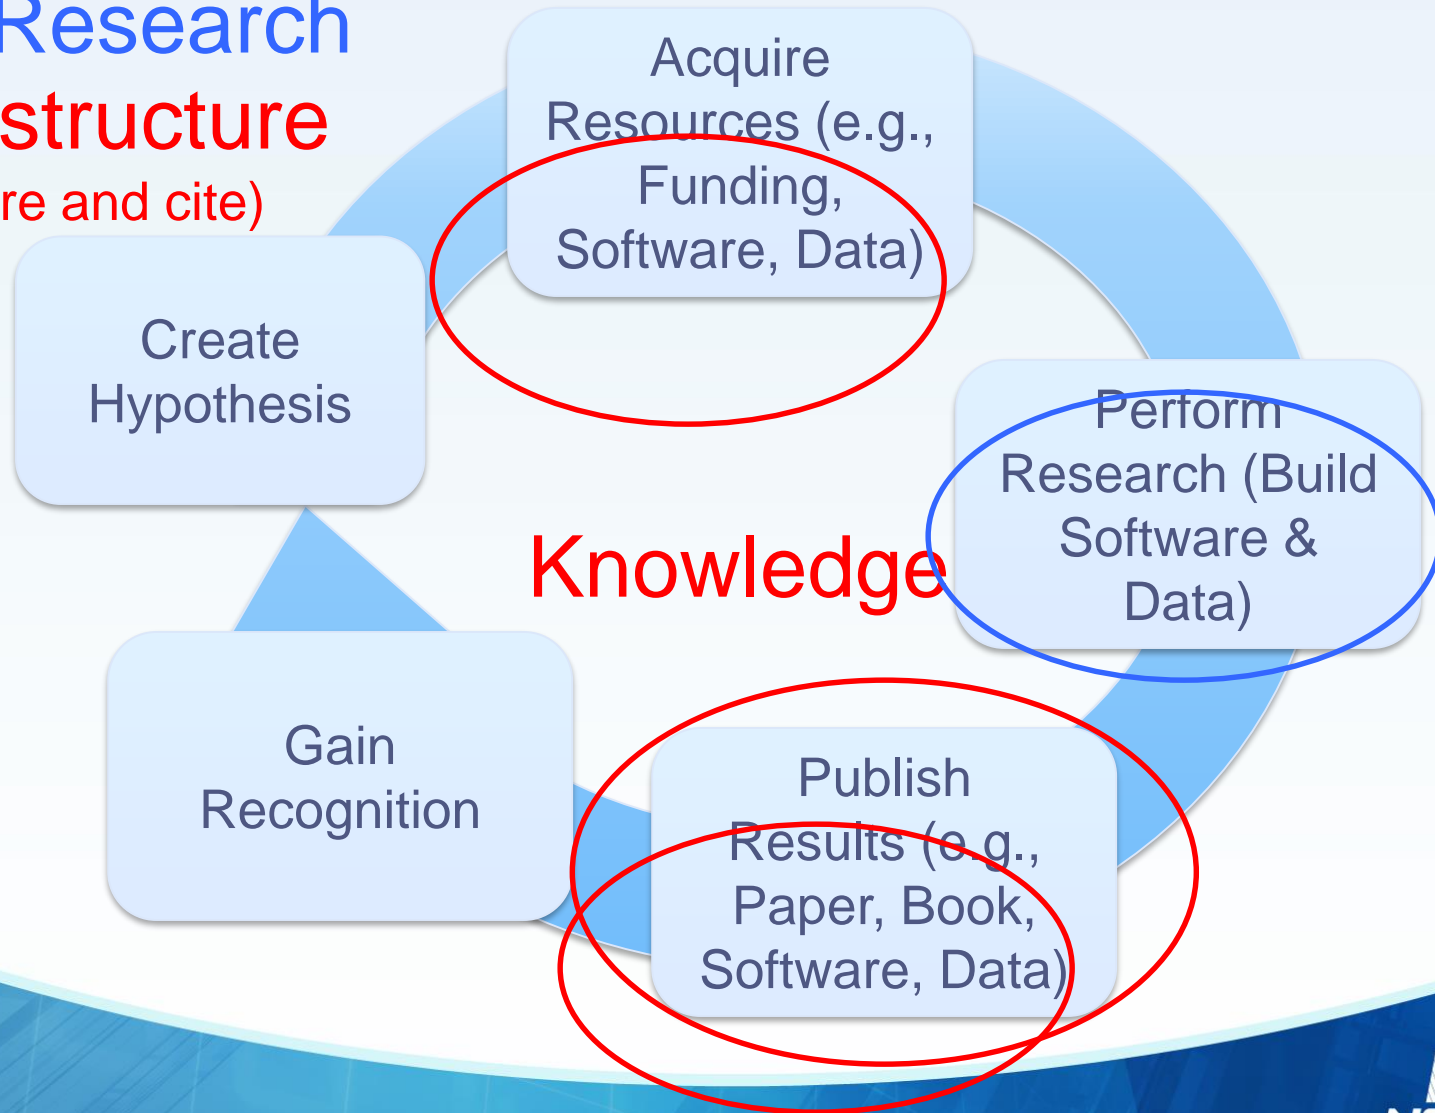 Research
structure
re and cite)
Acquire
Resources (e.g.,
Funding,
Software, Data)
Create
Hypothesis
Perform
Research (Build
Software &
Data)
Knowledge
Gain
Recognition
Publish
Results (e.g.,
Paper, Book,
Software, Data)